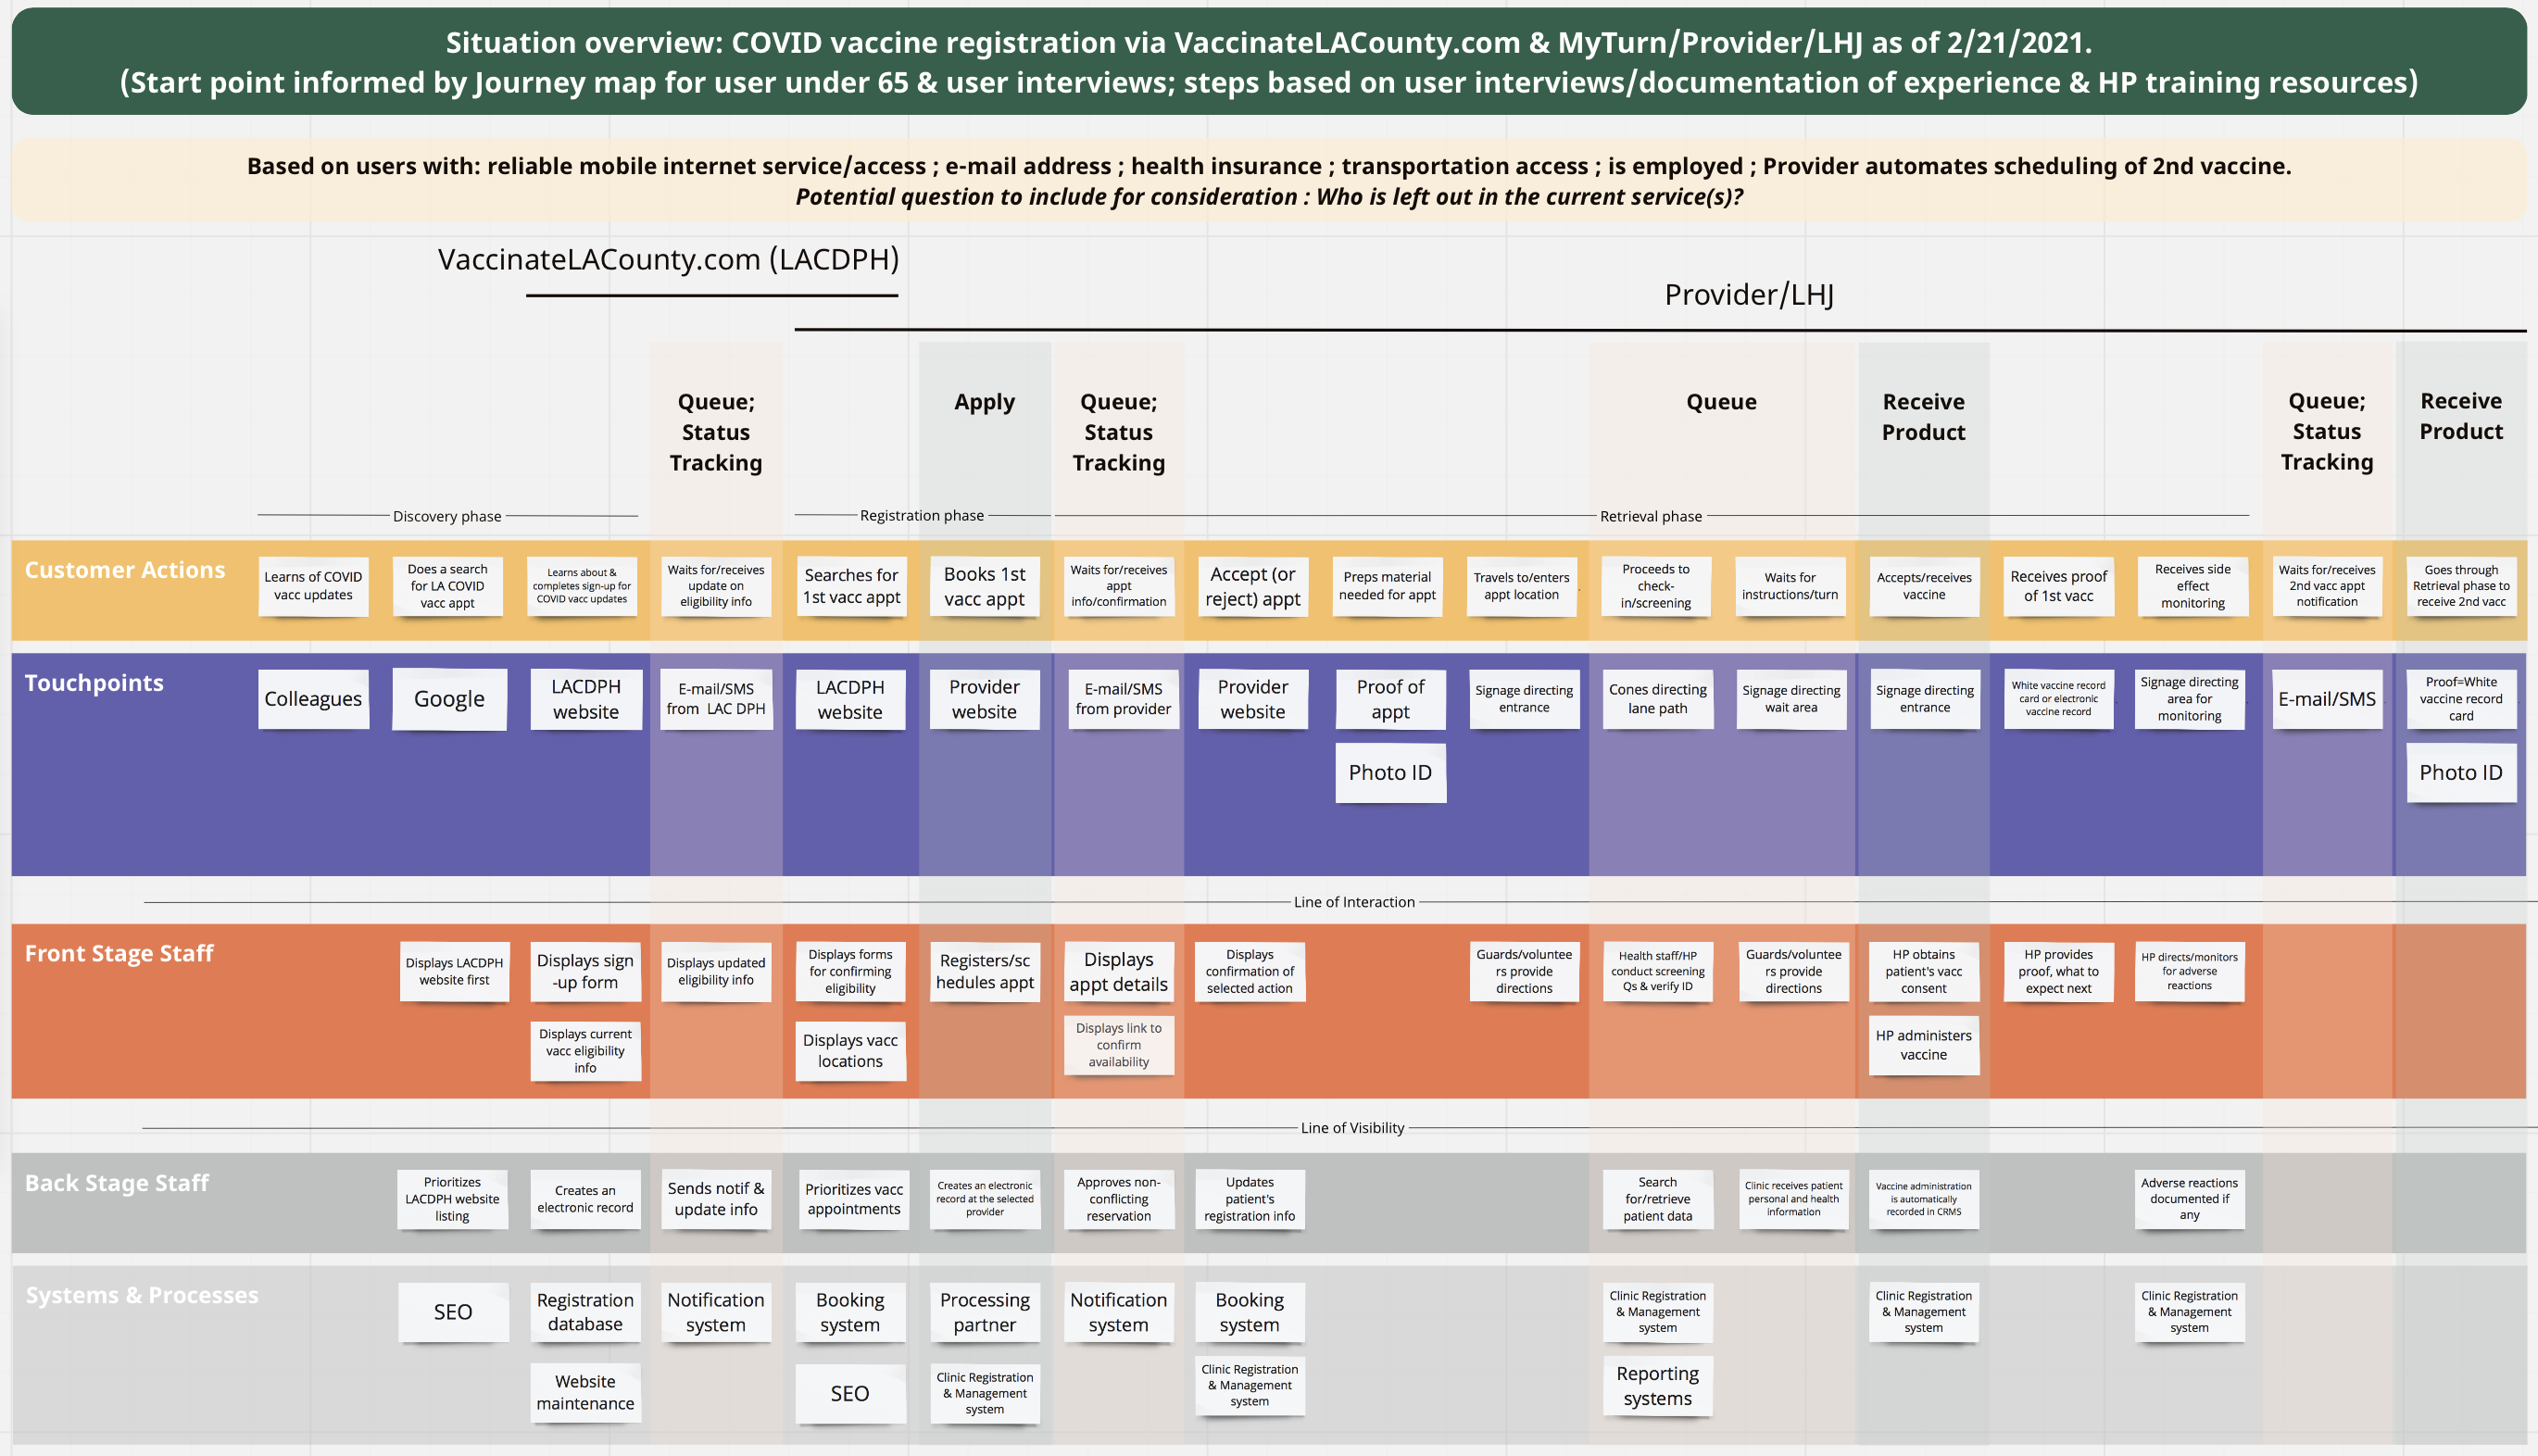 Situation overview: COVID vaccine registration via VaccinateLACounty.com & MyTurn/Provider/LHJ as of 2/21/2021.
(Start point informed by Journey map for user under 65 & user interviews; steps based on user interviews/documentation of experience & HP training resources)
Based on users with: reliable mobile internet service/access ; e-mail address ; health insurance ; transportation access ; is employed ; Provider automates scheduling of 2nd vaccine.
Potential question to include for consideration : Who is left out in the current service(s)?
VaccinateLACounty.com (LACDPH)
Provider/LHJ
Queue;
Status
Tracking
Apply
Queue;
Status
Tracking
Queue
Receive
Product
Queue;
Status
Tracking
Receive
Product
Discovery phase
Registration phase
Retrieval phase
Customer Actions
Learns of COVID
vacc updates
Does a search
for LA COVID
vacc appt
Learns about &
completes sign-up for
COVID vacc updates
Waits for/receives
update on
eligibility info
Searches for
1st vacc appt
Books 1st
vacc appt
Waits for/receives
appt
info/confirmation
Accept (or
reject) appt
Preps material
needed for appt
Travels to/enters
appt location
Proceeds to
check-
in/screening
Waits for
instructions/turn
Accepts/receives
vaccine
Receives proof
of 1st vacc
Receives side
effect
monitoring
Waits for/receives
2nd vacc appt
notification
Goes through
Retrieval phase to
receive 2nd vacc
Touchpoints
Colleagues
Google
LACDPH
website
E-mail/SMS
from LAC DPH
LACDPH
website
Provider
website
E-mail/SMS
from provider
Provider
website
Proof of
appt
Photo ID
Signage directing
entrance
Cones directing
lane path
Signage directing
wait area
Signage directing
entrance
White vaccine record
card or electronic
vaccine record
Signage directing
area for
monitoring
E-mail/SMS
Proof=White
vaccine record
card
Photo ID
Line of Interaction
Front Stage Staff
Displays LACDPH
website first
Displays sign
-up form
Displays current
vacc eligibility
info
Displays updated
eligibility info
Displays forms
for confirming
eligibility
Displays vacc
locations
Registers/sc
hedules appt
Displays
appt details
Displays link to
confirm
availability
Displays
confirmation of
selected action
Guards/voluntee
rs provide
directions
Health staff/HP
conduct screening
Qs & verify ID
Guards/voluntee
rs provide
directions
HP obtains
patient's vacc
consent
HP administers
vaccine
HP provides
proof, what to
expect next
HP directs/monitors
for adverse
reactions
Line of Visibility
Back Stage Staff
Prioritizes
LACDPH website
listing
Creates an
electronic record
Sends notif &
update info
Prioritizes vacc
appointments
Creates an electronic
record at the selected
provider
Approves non-
conflicting
reservation
Updates
patient's
registration info
Search
for/retrieve
patient data
Clinic receives patient
personal and health
information
Vaccine administration
is automatically
recorded in CRMS
Adverse reactions
documented if
any
Systems & Processes
SEO
Registration
database
Website
maintenance
Notification
system
Booking
system
SEO
Processing
partner
Clinic Registration
& Management
system
Notification
system
Booking
system
Clinic Registration
& Management
system
Clinic Registration
& Management
system
Reporting
systems
Clinic Registration
& Management
system
Clinic Registration
& Management
system